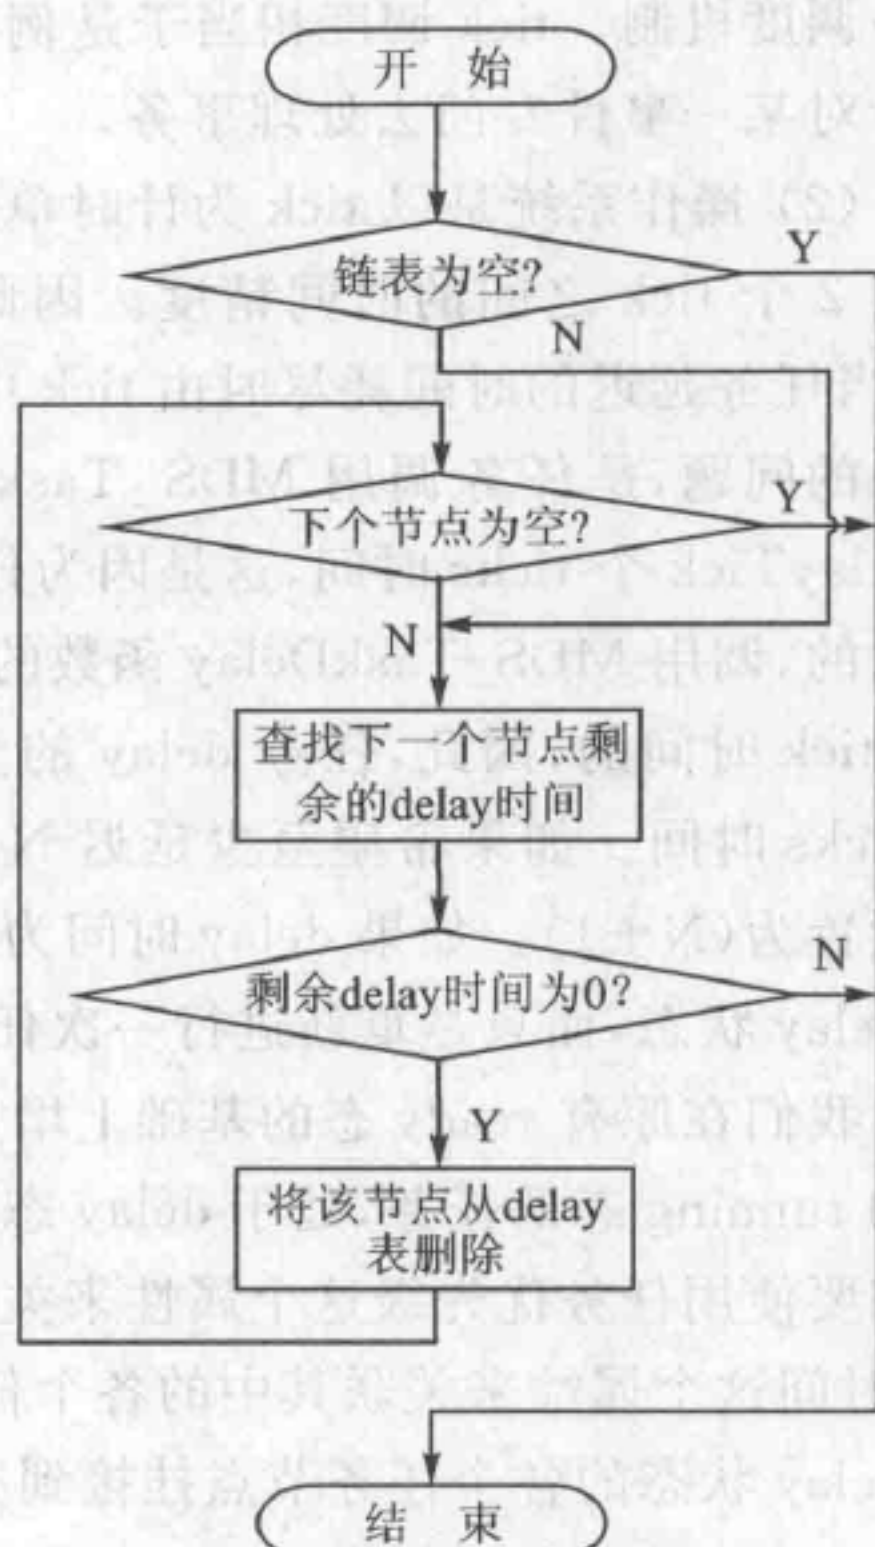 开 始
链表为空?
Y
N
下个节点为空?
Y
N
查找下一个节点剩
余的delay时间
剩余delay时间为0?
N
Y
将该节点从delay
表删除
结 束